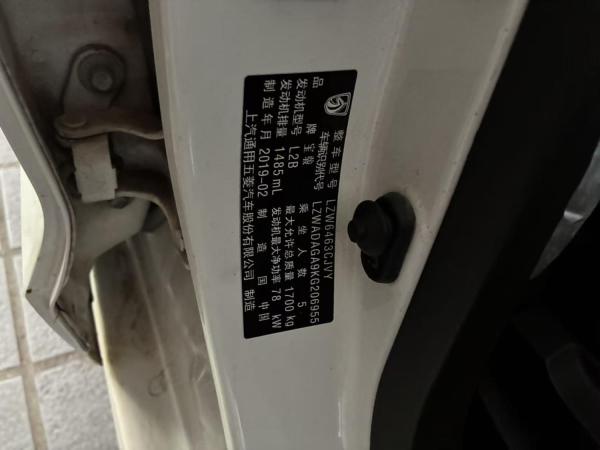 整车型号 LZW6463CJVY
车辆识别代号 LZWADAGA9KG206955
品牌 宝骏 乘坐人数 5
发动机型号 L2B 最大允许总质量 1700 kg
发动机排量 1485 mL 发动机最大净功率 78 kW
制造年月 2019-02 制造国 中国
上汽通用五菱汽车股份有限公司 制造